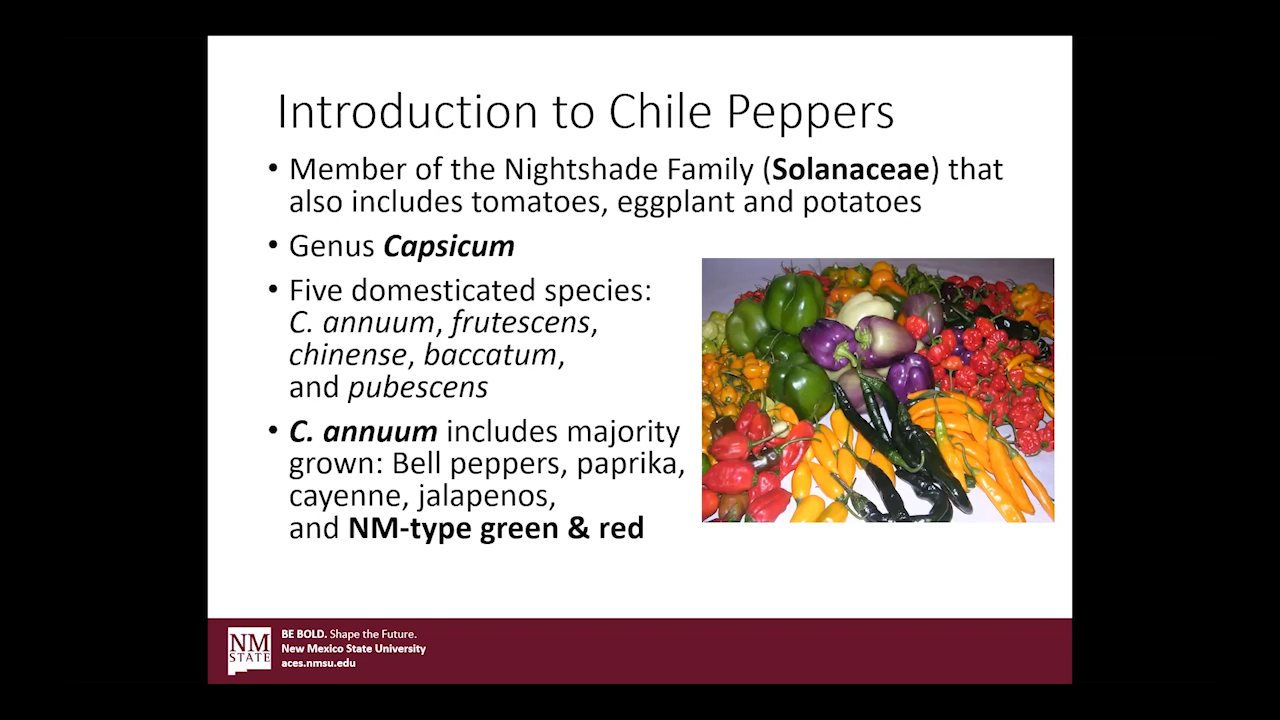 Introduction to Chile Peppers
• Member of the Nightshade Family (Solanaceae) that
also includes tomatoes, eggplant and potatoes
• Genus Capsicum
• Five domesticated species:
C. annuum, frutescens,
chinense, baccatum,
and pubescens
• C. annuum includes majority
grown: Bell peppers, paprika,
cayenne, jalapenos,
and NM-type green & red
NM
STATE
BE BOLD. Shape the Future.
New Mexico State University
aces.nmsu.edu